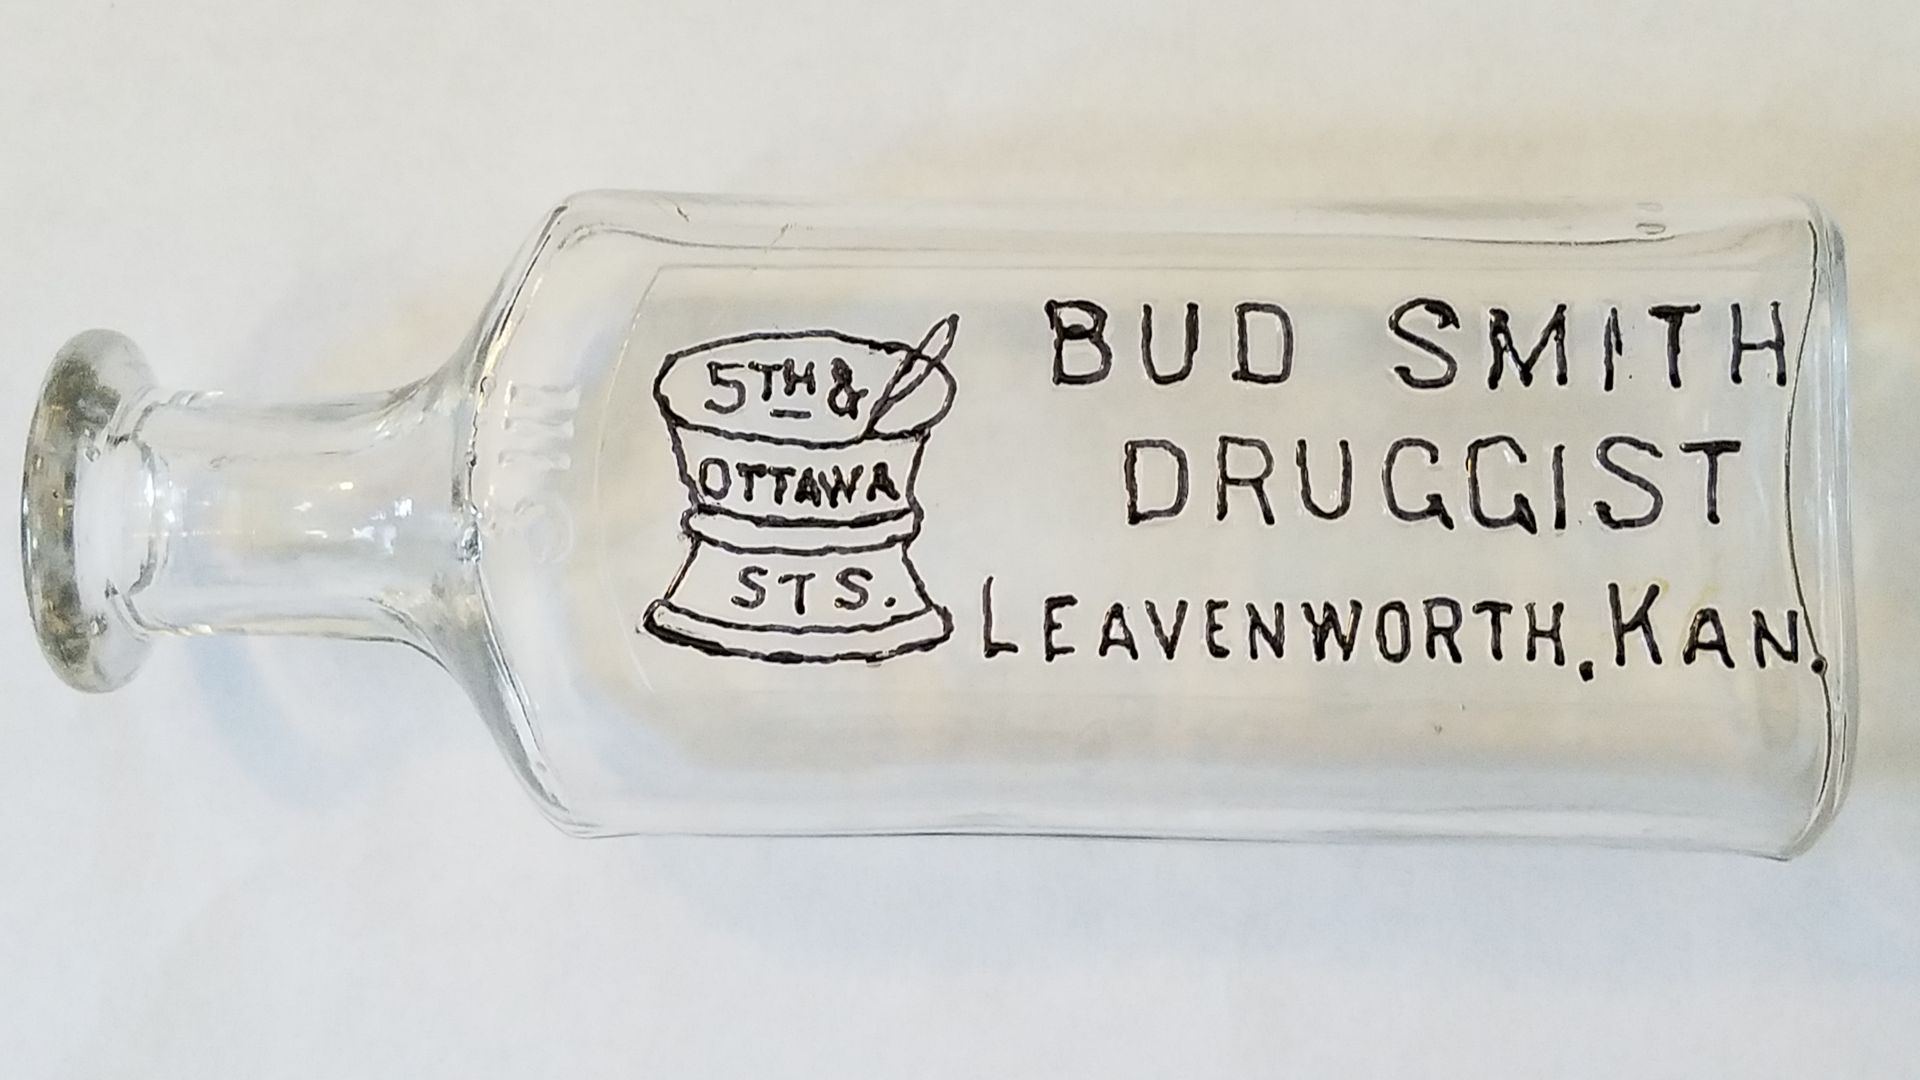 5TH &
OTTAWA
STS.
BUD SMITH
DRUGGIST
LEAVENWORTH, KAN.